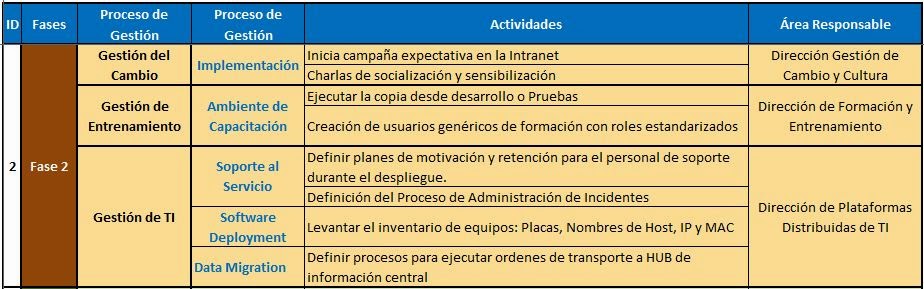 ID Fases Proceso de Gestión Proceso de Gestión Actividades Área Responsable
2 Fase 2
Gestión del
Cambio
Implementación
Inicia campaña expectativa en la Intranet
Charlas de socialización y sensibilización
Dirección Gestión de
Cambio y Cultura
Gestión de
Entrenamiento
Ambiente de
Capacitación
Ejecutar la copia desde desarrollo o Pruebas
Creación de usuarios genéricos de formación con roles estandarizados
Dirección de Formación y
Entrenamiento
Gestión de TI
Soporte al
Servicio
Definir planes de motivación y retención para el personal de soporte
durante el despliegue.
Definición del Proceso de Administración de Incidentes
Software
Deployment
Levantar el inventario de equipos: Placas, Nombres de Host, IP y MAC
Data Migration
Definir procesos para ejecutar ordenes de transporte a HUB de
información central
Dirección de Plataformas
Distribuidas de TI